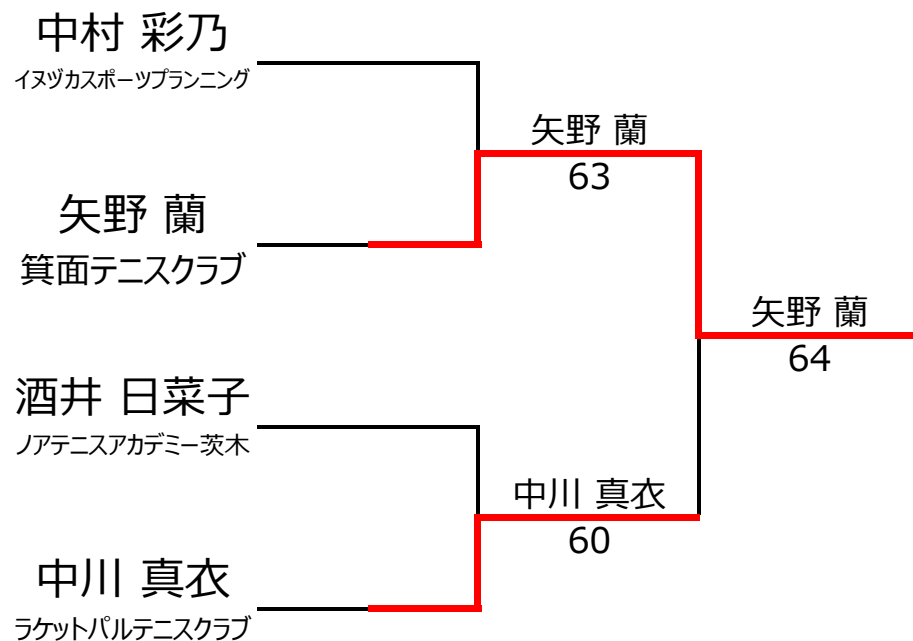 中村 彩乃
イヌヅカスポーツプランニング
矢野 蘭
63
矢野 蘭
箕面テニスクラブ
矢野 蘭
64
酒井 日菜子
ノアテニスアカデミー茨木
中川 真衣
60
中川 真衣
ラケットパルテニスクラブ